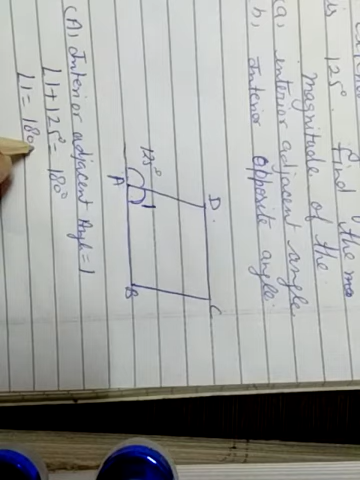 is 125°. find the ma
magnitude of the.
(a) interior adjacent angle
(b) Interior opposite angle.
D.
C
125°
1
A
B
(A) Interior adjacent Angle = 1
∠1 + 125° = 180°
∠1 = 180